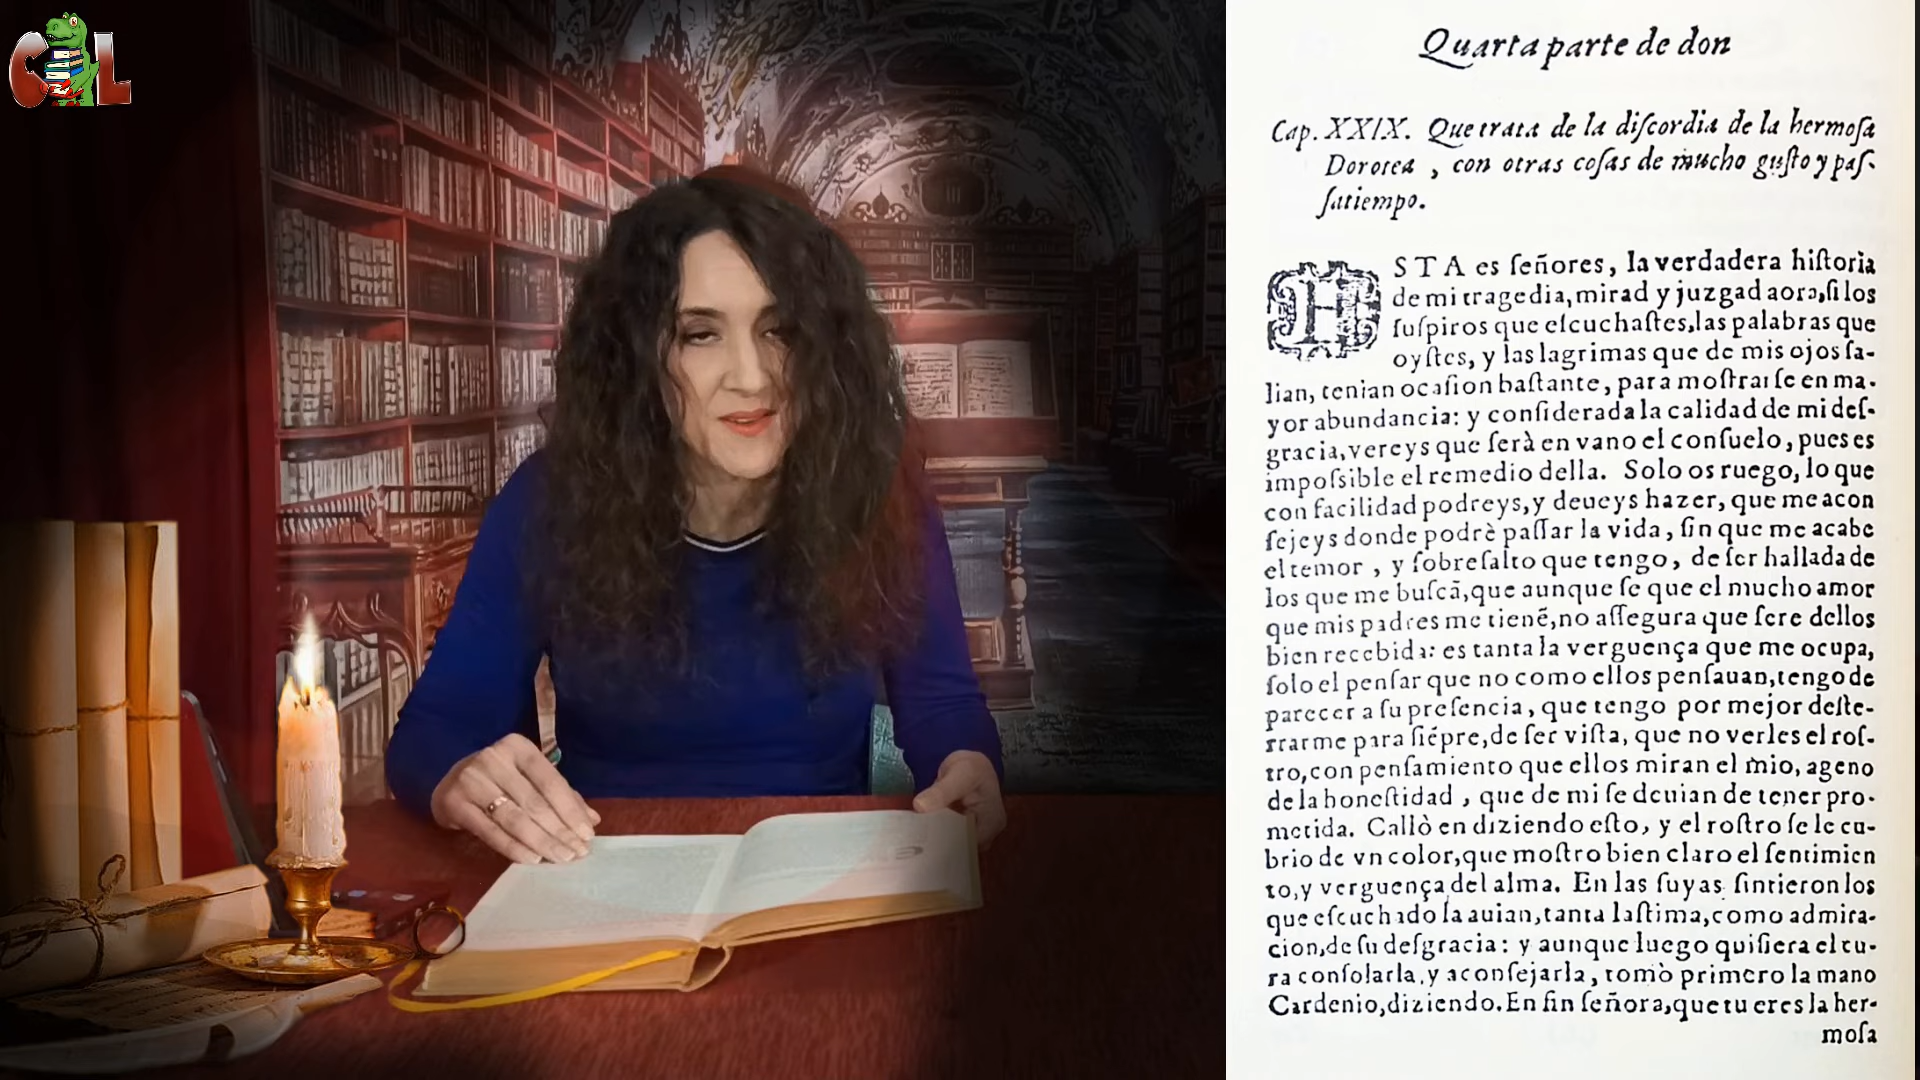 CL
Quarta parte de don
Cap. XXIX. Que trata de la diſcordia de la hermoſa
Dorotea , con otras coſas de mucho guſto y paſ-
ſatiempo.
H STA es ſeñores, la verdadera hiſtoria
de mi tragedia, mirad y juzgad aora, ſi los
ſuſpiros que eſcuchaſtes, las palabras que
oyſtes, y las lagrimas que de mis ojos ſa-
lian, tenian ocaſion baſtante, para moſtrarſe en ma-
yor abundancia: y conſiderada la calidad de mi deſ-
gracia, vereys que ſerà en vano el conſuelo, pues es
impoſsible el remedio della. Solo os ruego, lo que
con facilidad podreys, y deueys hazer, que me acon
ſejeys donde podrè paſſar la vida, ſin que me acabe
el temor , y ſobreſalto que tengo, de ſer hallada de
los que me buſcã, que aunque ſe que el mucho amor
que mis padres me tienẽ, no aſſegura que ſere dellos
bien recebida: es tanta la verguença que me ocupa,
ſolo el penſar que no como ellos penſauan, tengo de
parecer a ſu preſencia, que tengo por mejor deſte-
rrarme para ſiẽpre, de ſer viſta, que no verles el roſ-
tro, con penſamiento que ellos miran el mio, ageno
de la honeſtidad , que de mi ſe deuian de tener pro-
metida. Callò en diziendo eſto, y el roſtro ſe le cu-
brio de vn color, que moſtro bien claro el ſentimien
to, y verguença del alma. En las ſuyas ſintieron los
que eſcuchado la auian, tanta laſtima, como admira-
cion, de ſu deſgracia: y aunque luego quiſiera el cu-
ra conſolarla, y aconſejarla, tomò primero la mano
Cardenio, diziendo. En fin ſeñora, que tu eres la her-
moſa